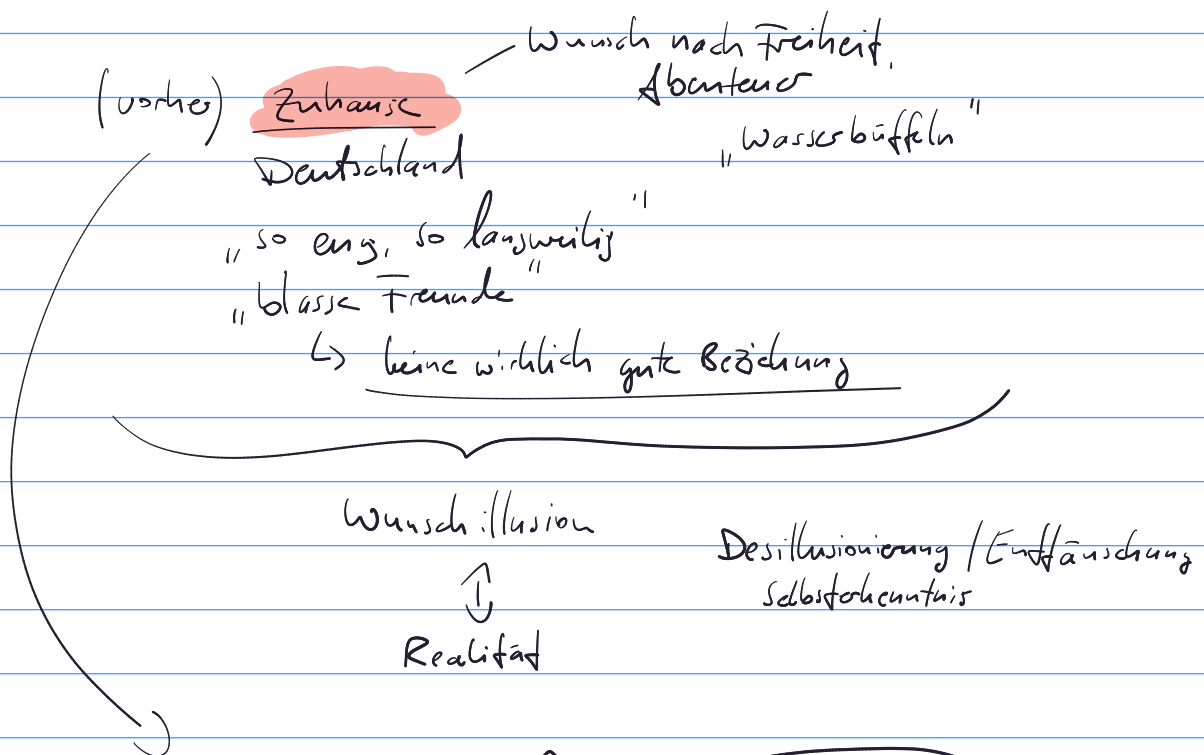 Wunsch nach Freiheit,
Abenteuer
(vorher) Zuhause
„Wasserbüffeln"
Deutschland
„so eng, so langweilig"
„blasse Freunde"
↳ keine wirklich gute Beziehung
Wunschillusion
Desillusionierung / Enttäuschung
Selbsterkenntnis
Realität